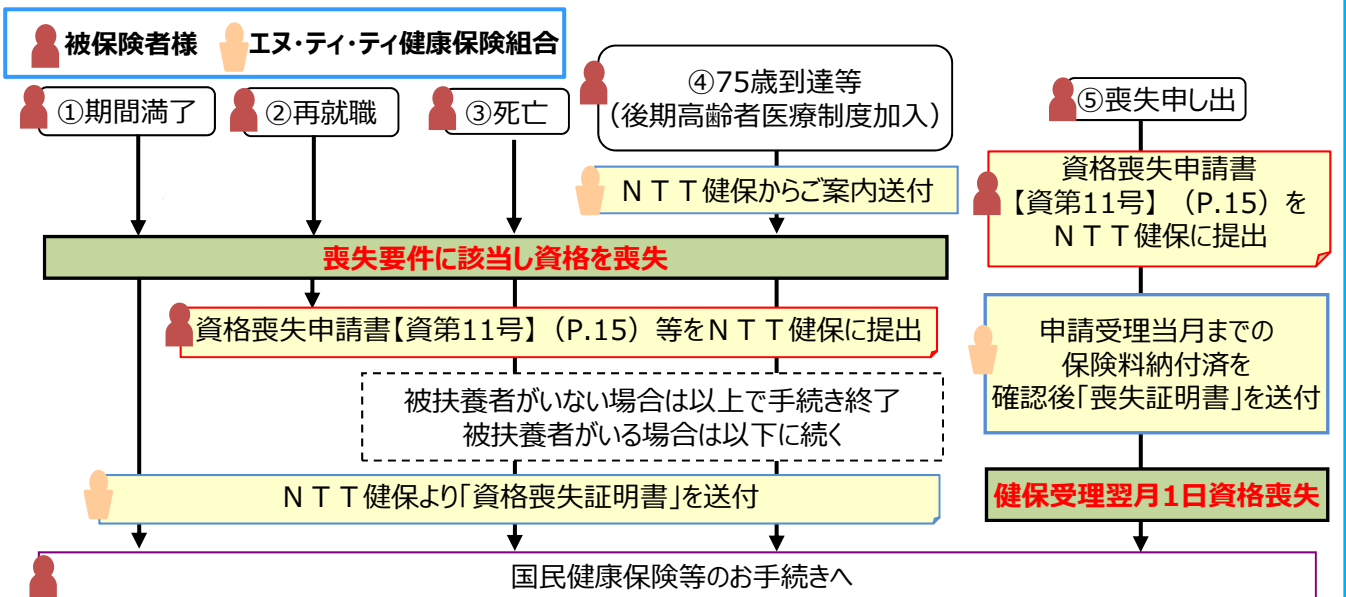 被保険者様 エヌ・ティ・ティ健康保険組合
①期間満了
②再就職
③死亡
④75歳到達等
（後期高齢者医療制度加入）
⑤喪失申し出
ＮＴＴ健保からご案内送付
資格喪失申請書
【資第11号】（P.15）を
ＮＴＴ健保に提出
喪失要件に該当し資格を喪失
資格喪失申請書【資第11号】（P.15）等をＮＴＴ健保に提出
申請受理当月までの
保険料納付済を
確認後「喪失証明書」を送付
被扶養者がいない場合は以上で手続き終了
被扶養者がいる場合は以下に続く
ＮＴＴ健保より「資格喪失証明書」を送付
健保受理翌月1日資格喪失
国民健康保険等のお手続きへ